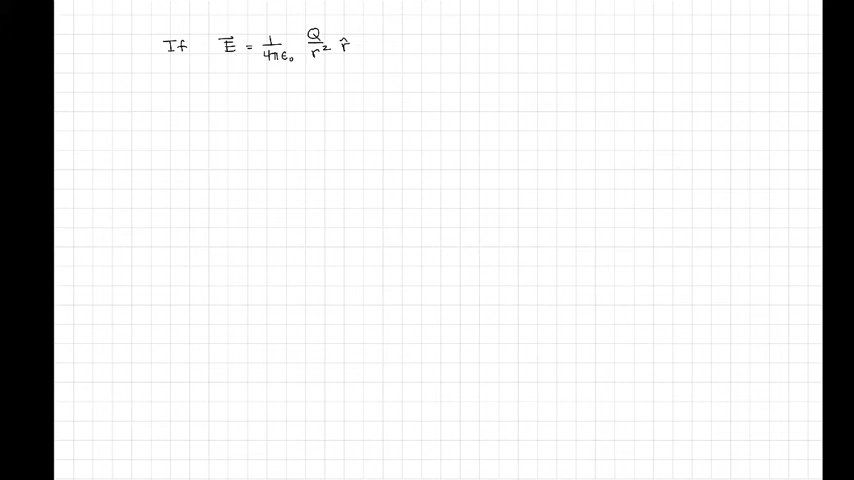 If E⃗ = 1/4πϵ₀ Q/r² r̂